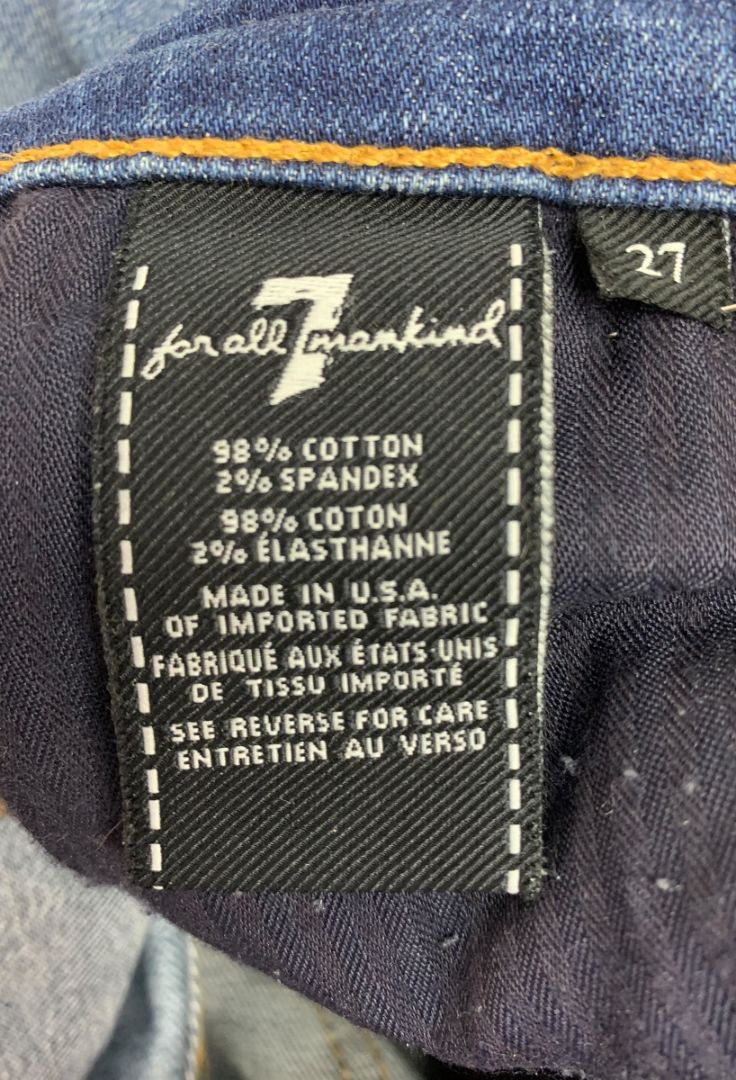 for all 7 mankind
27
98% COTTON
2% SPANDEX
98% COTON
2% ÉLASTHANNE
MADE IN U.S.A.
OF IMPORTED FABRIC
FABRIQUÉ AUX ÉTATS-UNIS
DE TISSU IMPORTÉ
SEE REVERSE FOR CARE
ENTRETIEN AU VERSO